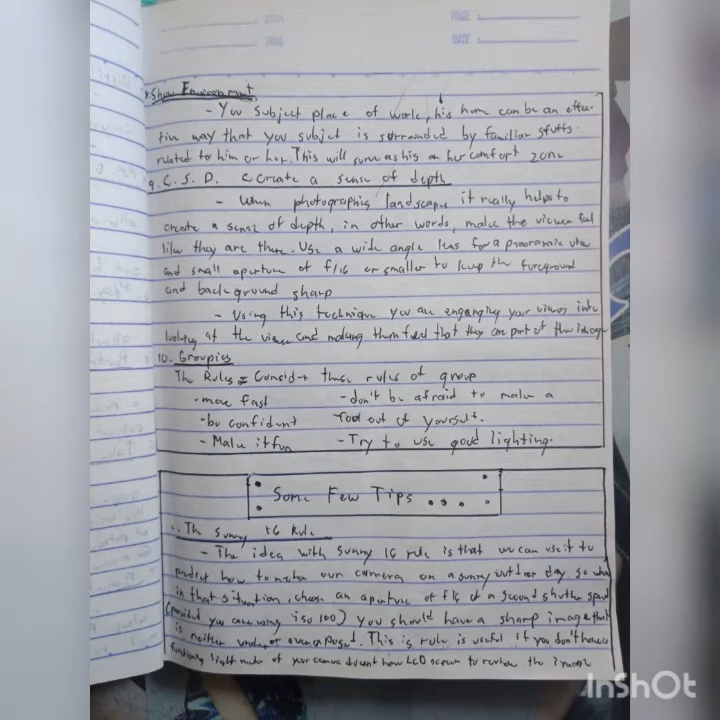 PAGE :
DATE :
8. Show Environment
- You subject place of work, his home can be an effec-
tive way that you subject is sorrounded by familiar stuffs
related to him or her. This will serve as his or her comfort zone
9. C. S. D. Create a sense of depth
- When photographing landscapes it really helps to
create a sense of depth, in other words, make the viewer feel
like they are there. Use a wide angle lens for a panoramic view
and small aperture of f/16 or smaller to keep the foreground
and background sharp
- Using this technique you are enganging your views into
looking at the viewer and making them feel that they are part of the image
10. Groupies
The Rules = Consider these rules of group
- move fast - don't be afraid to make a
- be confident fool out of yourself.
- Make it fun - Try to use good lighting.
Some Few Tips ....
1. The Sunny 16 Rule
- The idea with Sunny 16 rule is that we can use it to
predict how to meter our camera on a sunny outdoor day so when
in that situation, choose an aperture of f/16 of a second shutter speed
(provided you are using iso 100) you should have a sharp image that
is neither under or over exposed. This is rule is useful if you don't have a
functioning light meter of your camera doesnt have LCD screen to review the image
InShOt